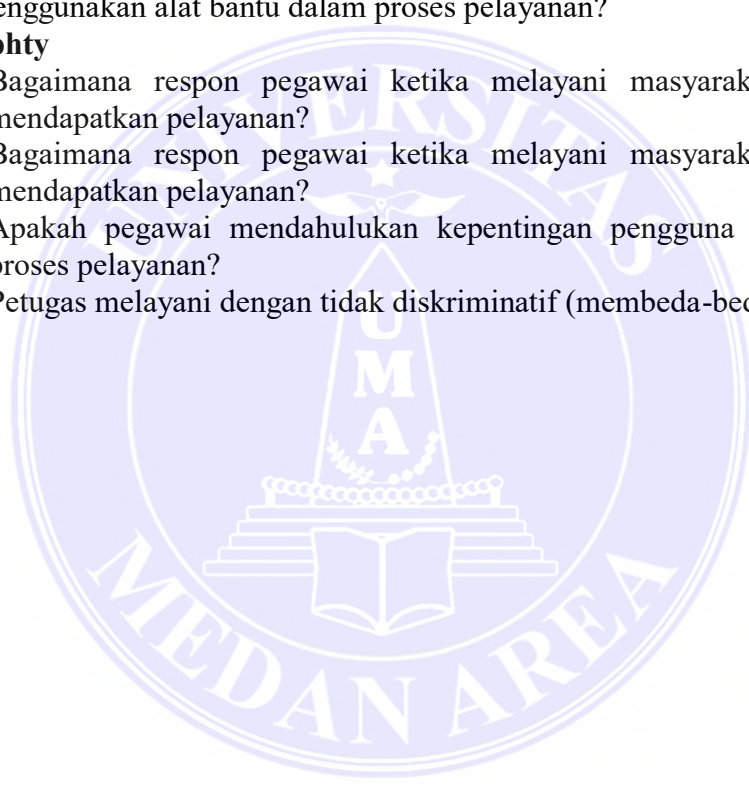 enggunakan alat bantu dalam proses pelayanan?
phty
Bagaimana respon pegawai ketika melayani masyarak
mendapatkan pelayanan?
Bagaimana respon pegawai ketika melayani masyarak
mendapatkan pelayanan?
Apakah pegawai mendahulukan kepentingan pengguna
proses pelayanan?
Petugas melayani dengan tidak diskriminatif (membeda-bed
UNIVERSITAS
UMA
MEDAN AREA